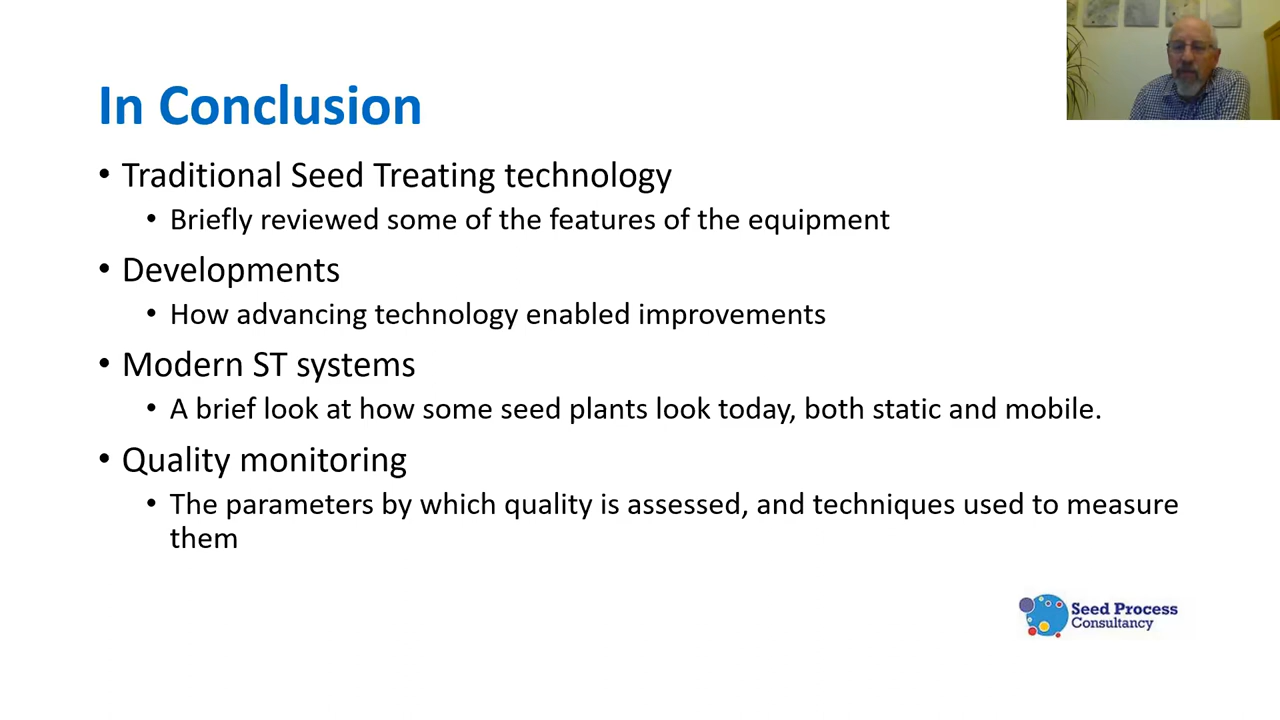 In Conclusion
• Traditional Seed Treating technology
• Briefly reviewed some of the features of the equipment
• Developments
• How advancing technology enabled improvements
• Modern ST systems
• A brief look at how some seed plants look today, both static and mobile.
• Quality monitoring
• The parameters by which quality is assessed, and techniques used to measure
them
Seed Process
Consultancy